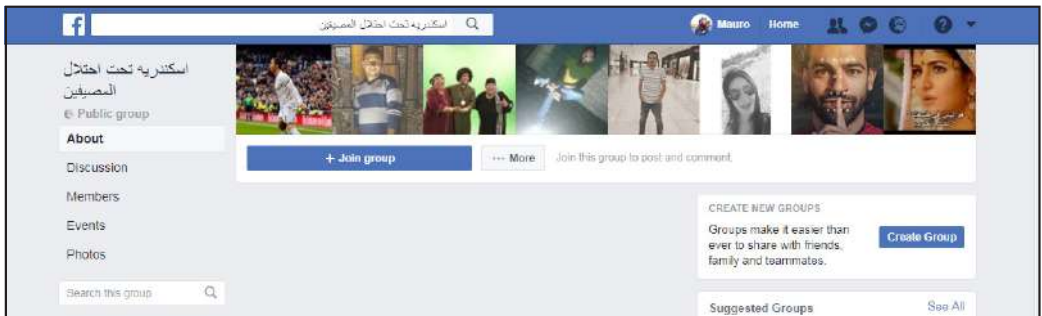 f
اسكندريه تحت احتلال المصيفين
Mauro Home
اسكندريه تحت احتلال
المصيفين
Public group
About
Discussion
Members
Events
Photos
Search this group
+ Join group
··· More
Join this group to post and comment.
CREATE NEW GROUPS
Groups make it easier than
ever to share with friends,
family and teammates.
Create Group
Suggested Groups
See All